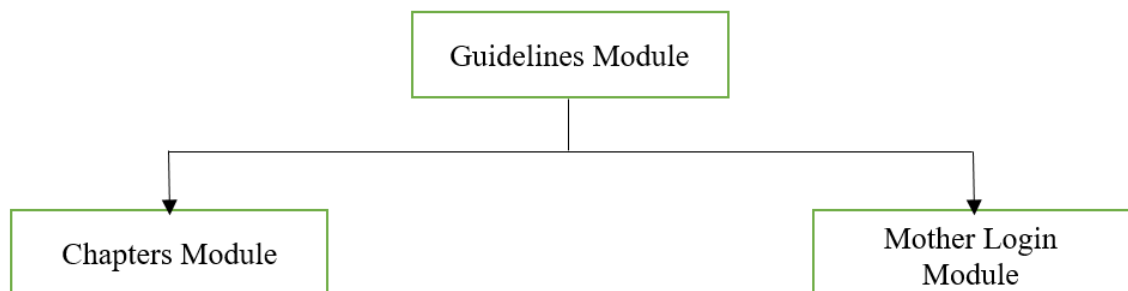 Guidelines Module
Chapters Module
Mother Login
Module